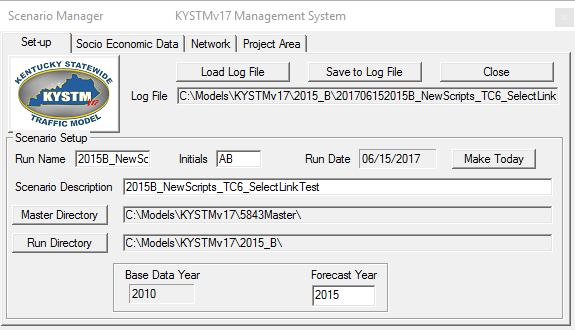 Scenario Manager KYSTMv17 Management System
Set-up Socio Economic Data Network Project Area
KENTUCKY STATEWIDE
KYSTM
TRAFFIC MODEL
Load Log File Save to Log File Close
Log File C:\Models\KYSTMv17\2015_B\201706152015B_NewScripts_TC6_SelectLink
Scenario Setup
Run Name 2015B_NewSc Initials AB Run Date 06/15/2017 Make Today
Scenario Description 2015B_NewScripts_TC6_SelectLinkTest
Master Directory C:\Models\KYSTMv17\5843Master\
Run Directory C:\Models\KYSTMv17\2015_B\
Base Data Year Forecast Year
2010 2015